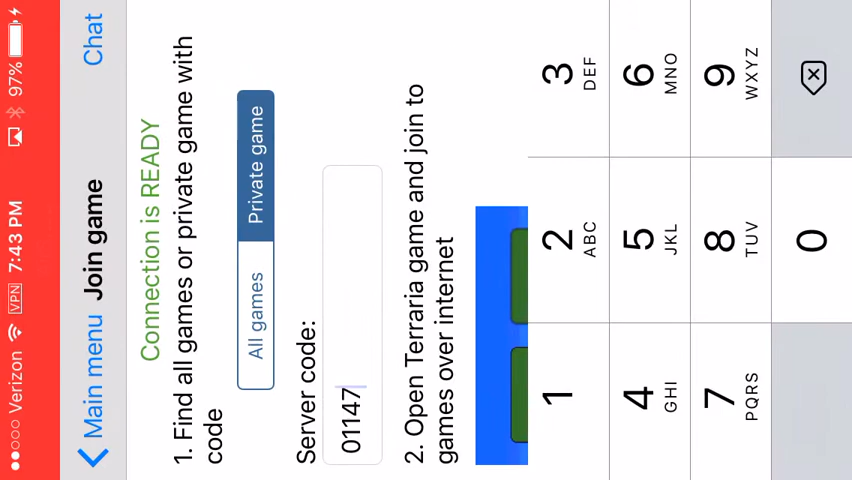 Verizon VPN 7:43 PM 97%
Main menu Join game Chat
Connection is READY
1. Find all games or private game with
code
All games Private game
Server code:
01147
2. Open Terraria game and join to
games over internet
1 2 ABC 3 DEF
4 GHI 5 JKL 6 MNO
7 PQRS 8 TUV 9 WXYZ
0